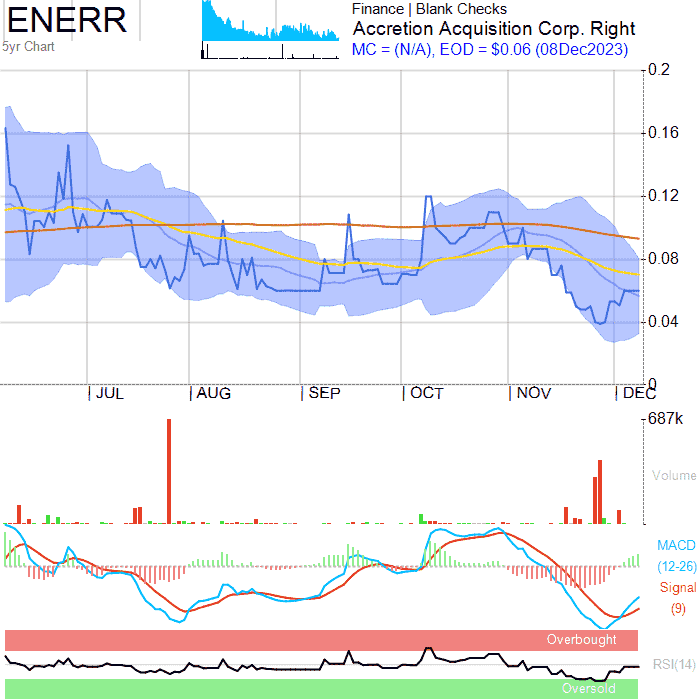 ENERR
5yr Chart
Finance | Blank Checks
Accretion Acquisition Corp. Right
MC = (N/A), EOD = $0.06 (08Dec2023)
0.2
0.16
0.12
0.08
0.04
0
JUL AUG SEP OCT NOV DEC
687k
Volume
MACD
(12-26)
Signal
(9)
Overbought
RSI(14)
Oversold